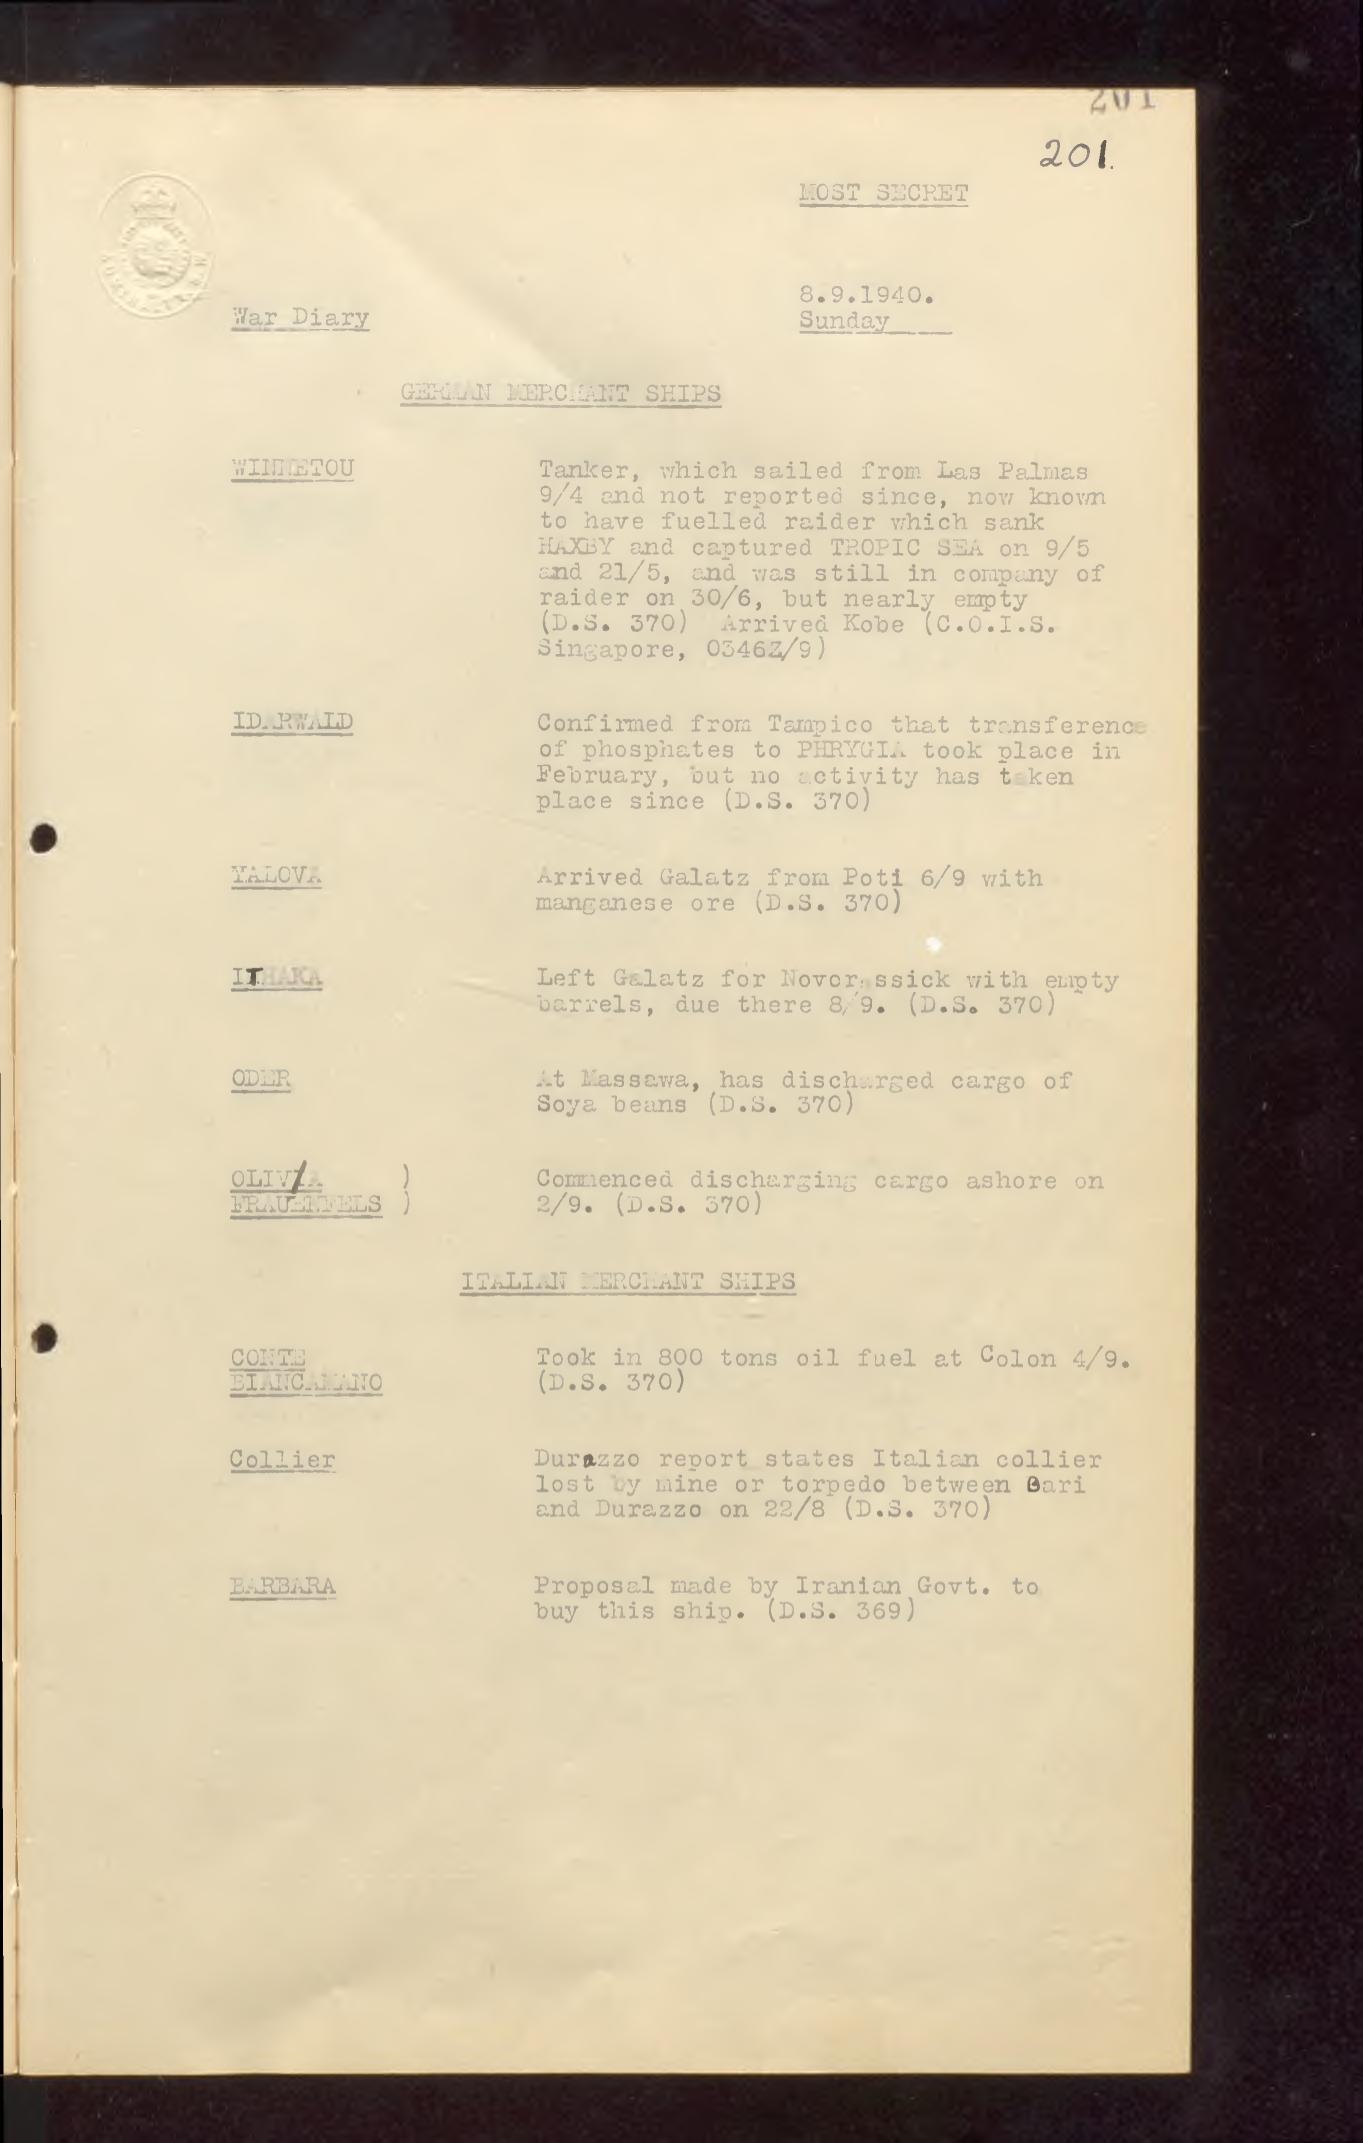 201
201.
MOST SECRET
8.9.1940.
War Diary
Sunday
GERMAN MERCHANT SHIPS
WINNETOU
Tanker, which sailed from Las Palmas
9/4 and not reported since, now known
to have fuelled raider which sank
HAXBY and captured TROPIC SEA on 9/5
and 21/5, and was still in company of
raider on 30/6, but nearly empty
(D.S. 370) Arrived Kobe (C.O.I.S.
Singapore, 0346Z/9)
IDARWALD
Confirmed from Tampico that transference
of phosphates to PHRYGIA took place in
February, but no activity has taken
place since (D.S. 370)
YALOVA
Arrived Galatz from Poti 6/9 with
manganese ore (D.S. 370)
ITHAKA
Left Galatz for Novorassick with empty
barrels, due there 8/9. (D.S. 370)
ODER
At Massawa, has discharged cargo of
Soya beans (D.S. 370)
OLIVIA )
FRAUENFELS )
Commenced discharging cargo ashore on
2/9. (D.S. 370)
ITALIAN MERCHANT SHIPS
CONTE
BIANCAMANO
Took in 800 tons oil fuel at Colon 4/9.
(D.S. 370)
Collier
Durazzo report states Italian collier
lost by mine or torpedo between Bari
and Durazzo on 22/8 (D.S. 370)
BARBARA
Proposal made by Iranian Govt. to
buy this ship. (D.S. 369)